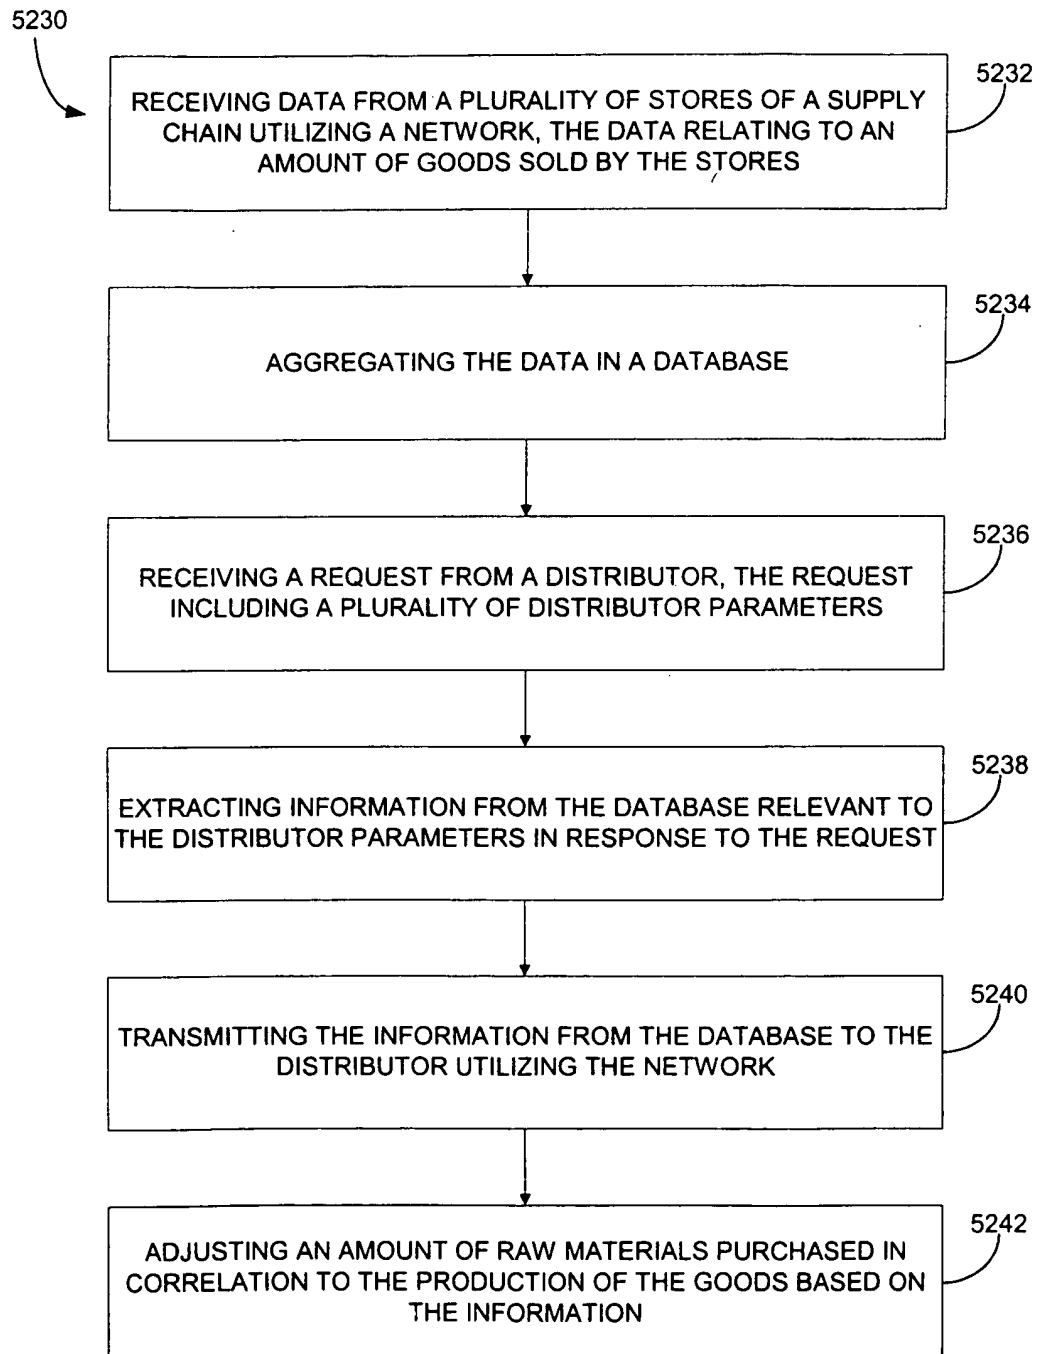 5230
5232
RECEIVING DATA FROM A PLURALITY OF STORES OF A SUPPLY
CHAIN UTILIZING A NETWORK, THE DATA RELATING TO AN
AMOUNT OF GOODS SOLD BY THE STORES
5234
AGGREGATING THE DATA IN A DATABASE
5236
RECEIVING A REQUEST FROM A DISTRIBUTOR, THE REQUEST
INCLUDING A PLURALITY OF DISTRIBUTOR PARAMETERS
5238
EXTRACTING INFORMATION FROM THE DATABASE RELEVANT TO
THE DISTRIBUTOR PARAMETERS IN RESPONSE TO THE REQUEST
5240
TRANSMITTING THE INFORMATION FROM THE DATABASE TO THE
DISTRIBUTOR UTILIZING THE NETWORK
5242
ADJUSTING AN AMOUNT OF RAW MATERIALS PURCHASED IN
CORRELATION TO THE PRODUCTION OF THE GOODS BASED ON
THE INFORMATION